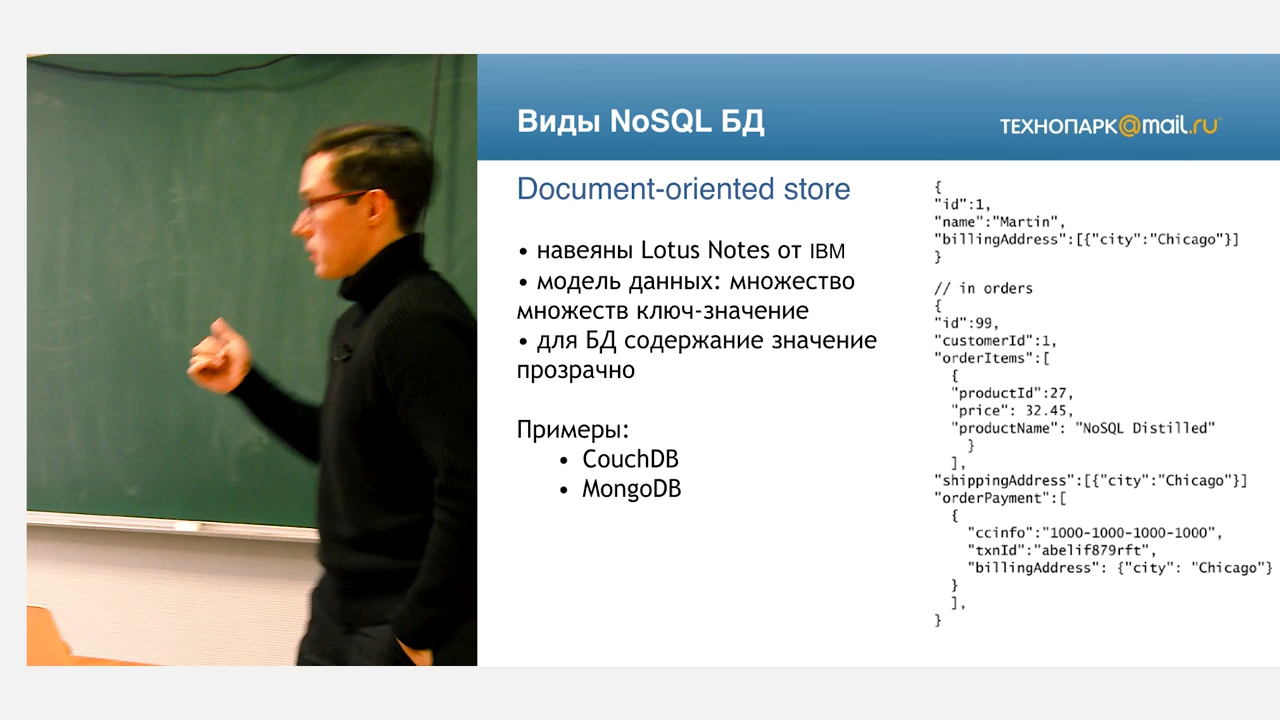 Виды NoSQL БД
ТЕХНОПАРК@mail.ru
Document-oriented store
• навеяны Lotus Notes от IBM
• модель данных: множество
множеств ключ-значение
• для БД содержание значение
прозрачно
Примеры:
• CouchDB
• MongoDB
{
"id":1,
"name":"Martin",
"billingAddress":[{"city":"Chicago"}]
}
// in orders
{
"id":99,
"customerId":1,
"orderItems":[
{
"productId":27,
"price": 32.45,
"productName": "NoSQL Distilled"
}
],
"shippingAddress":[{"city":"Chicago"}]
"orderPayment":[
{
"ccinfo":"1000-1000-1000-1000",
"txnId":"abelif879rft",
"billingAddress": {"city": "Chicago"}
}
],
}